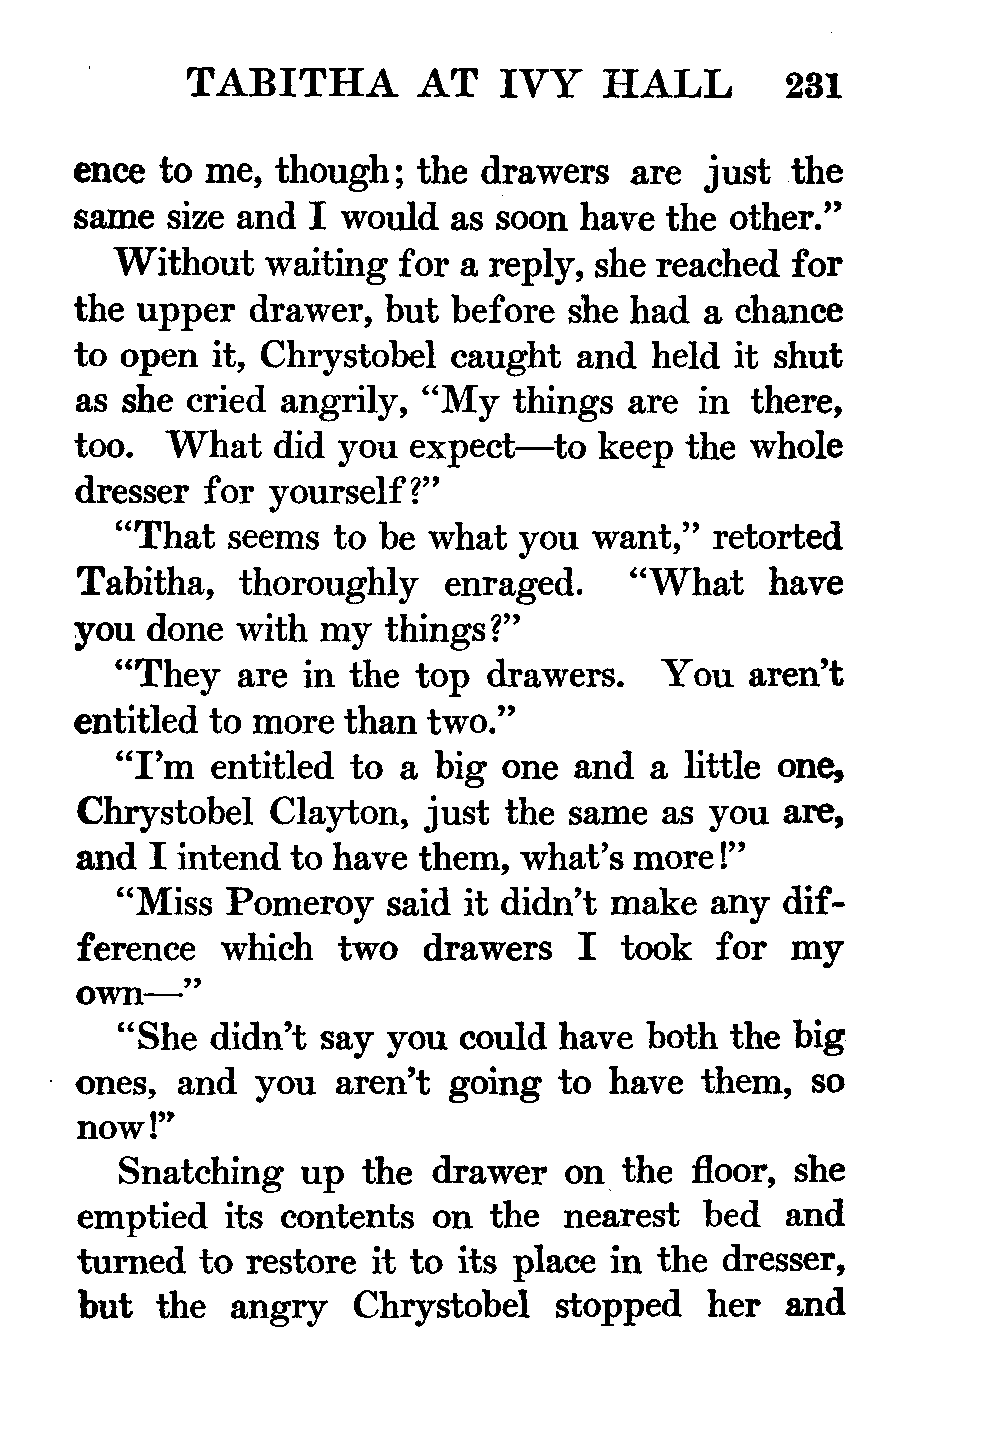 TABITHA AT IVY HALL 231
ence to me, though; the drawers are just the
same size and I would as soon have the other.”
Without waiting for a reply, she reached for
the upper drawer, but before she had a chance
to open it, Chrystobel caught and held it shut
as she cried angrily, “My things are in there,
too. What did you expect—to keep the whole
dresser for yourself?”
“That seems to be what you want,” retorted
Tabitha, thoroughly enraged. “What have
you done with my things?”
“They are in the top drawers. You aren’t
entitled to more than two.”
“I’m entitled to a big one and a little one,
Chrystobel Clayton, just the same as you are,
and I intend to have them, what’s more!”
“Miss Pomeroy said it didn’t make any dif-
ference which two drawers I took for my
own—”
“She didn’t say you could have both the big
ones, and you aren’t going to have them, so
now!”
Snatching up the drawer on the floor, she
emptied its contents on the nearest bed and
turned to restore it to its place in the dresser,
but the angry Chrystobel stopped her and